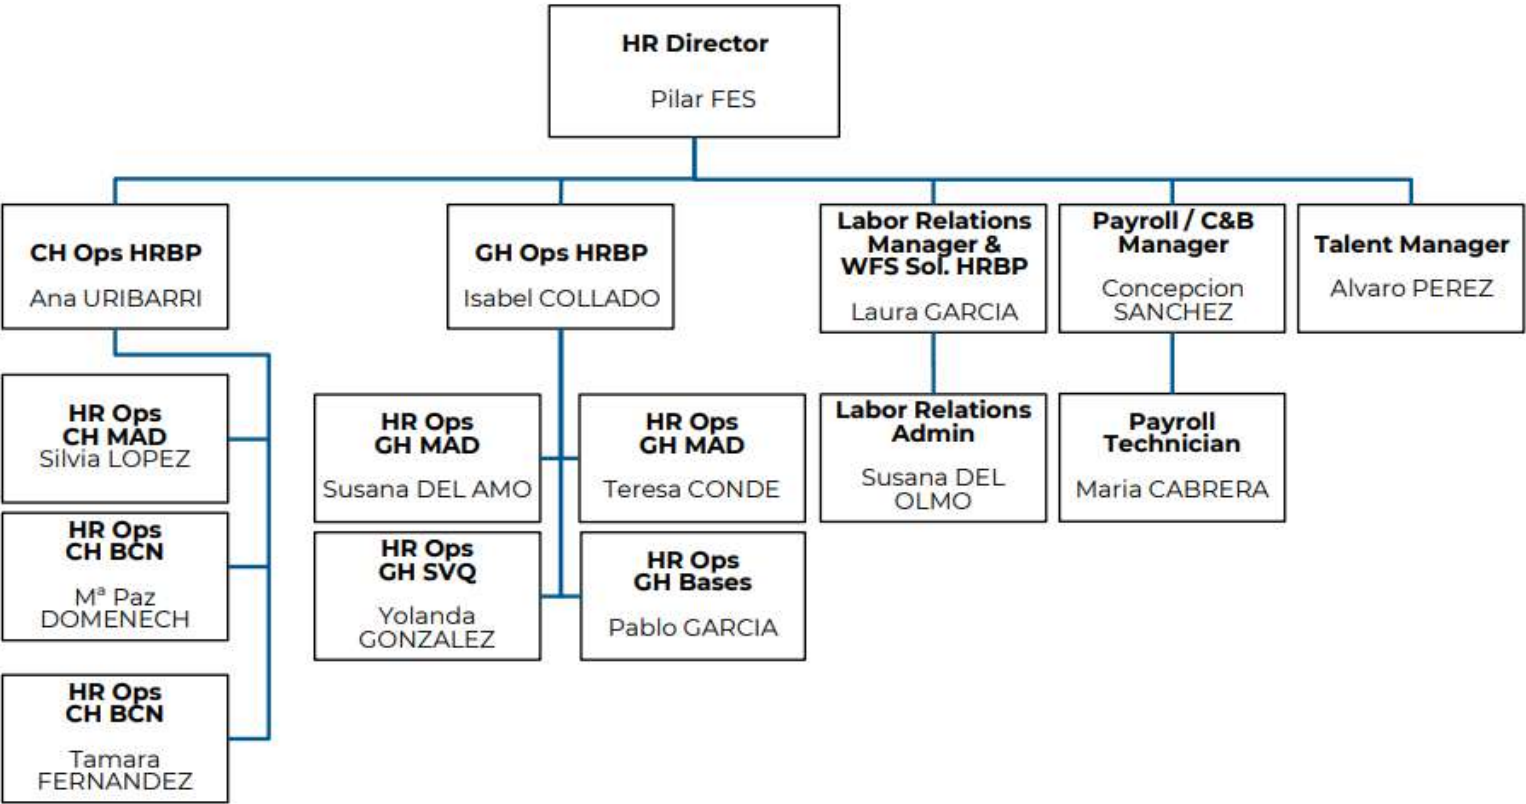 HR Director
Pilar FES
CH Ops HRBP
Ana URIBARRI
GH Ops HRBP
Isabel COLLADO
Labor Relations
Manager &
WFS Sol. HRBP
Laura GARCIA
Payroll / C&B
Manager
Concepcion
SANCHEZ
Talent Manager
Alvaro PEREZ
HR Ops
CH MAD
Silvia LOPEZ
HR Ops
GH MAD
Susana DEL AMO
HR Ops
GH MAD
Teresa CONDE
Labor Relations
Admin
Susana DEL
OLMO
Payroll
Technician
Maria CABRERA
HR Ops
CH BCN
Mª Paz
DOMENECH
HR Ops
GH SVQ
Yolanda
GONZALEZ
HR Ops
GH Bases
Pablo GARCIA
HR Ops
CH BCN
Tamara
FERNANDEZ